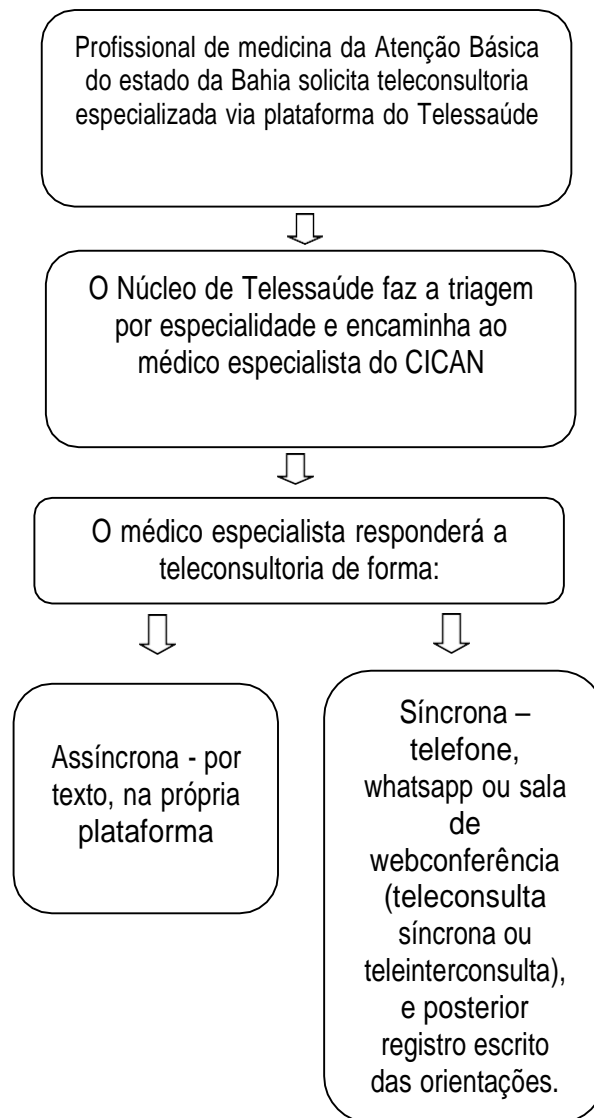 Profissional de medicina da Atenção Básica
do estado da Bahia solicita teleconsultoria
especializada via plataforma do Telessaúde
O Núcleo de Telessaúde faz a triagem
por especialidade e encaminha ao
médico especialista do CICAN
O médico especialista responderá a
teleconsultoria de forma:
Assíncrona - por
texto, na própria
plataforma
Síncrona –
telefone,
whatsapp ou sala
de
webconferência
(teleconsulta
síncrona ou
teleinterconsulta),
e posterior
registro escrito
das orientações.